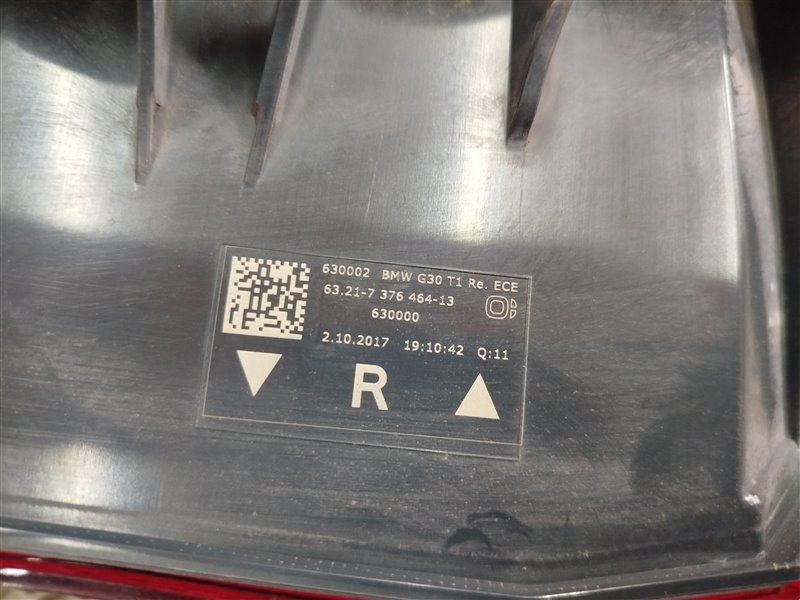 630002 BMW G30 T1 Re. ECE
63.21-7 376 464-13
630000
2.10.2017 19:10:42 Q:11
R